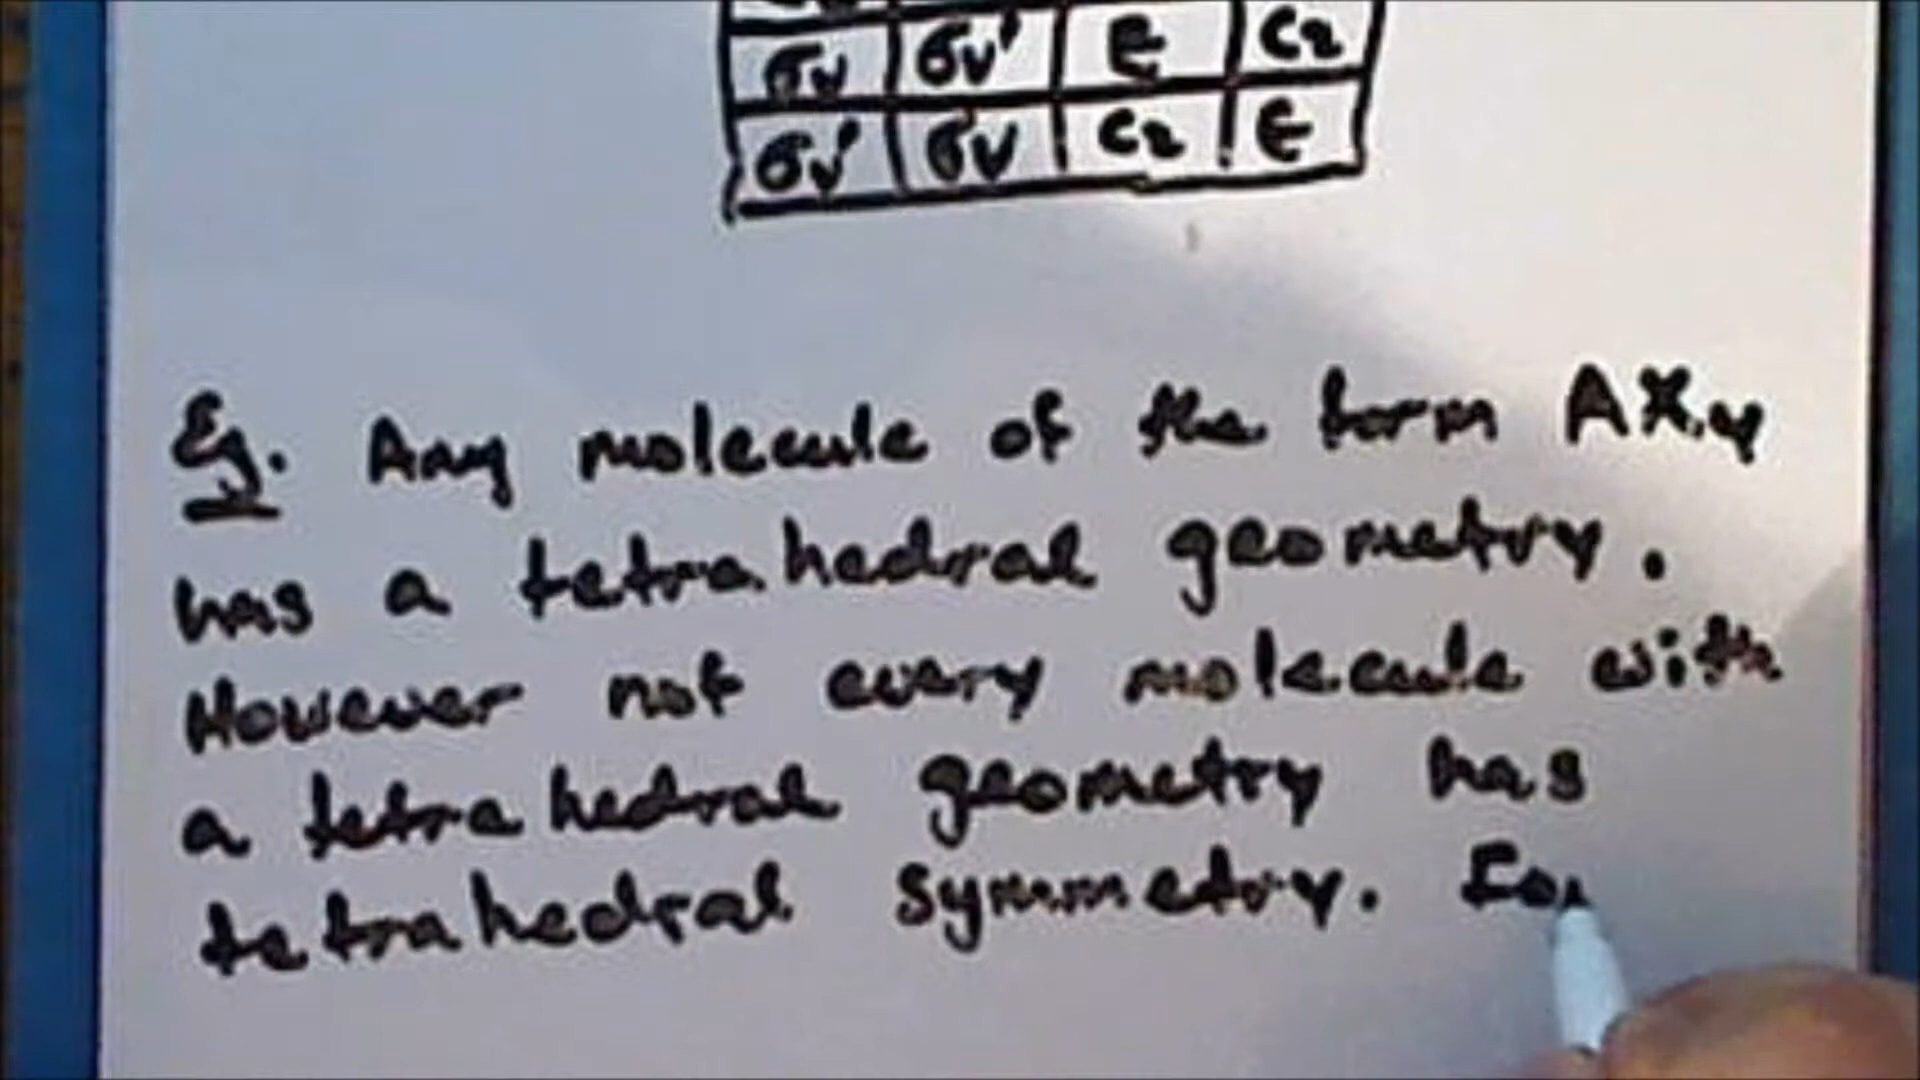 σv σv' E C2
σv' σv C2 E
Eg. Any molecule of the form AX4
has a tetrahedral geometry.
However not every molecule with
a tetrahedral geometry has
tetrahedral symmetry. For